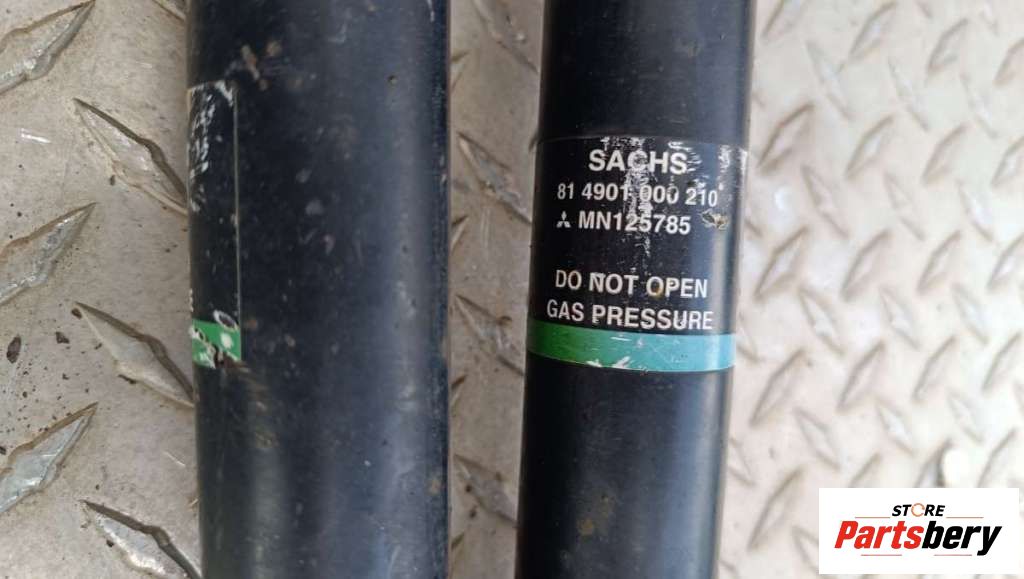 SACHS
81 4901 000 210
MN125785
DO NOT OPEN
GAS PRESSURE
STORE
Partsbery